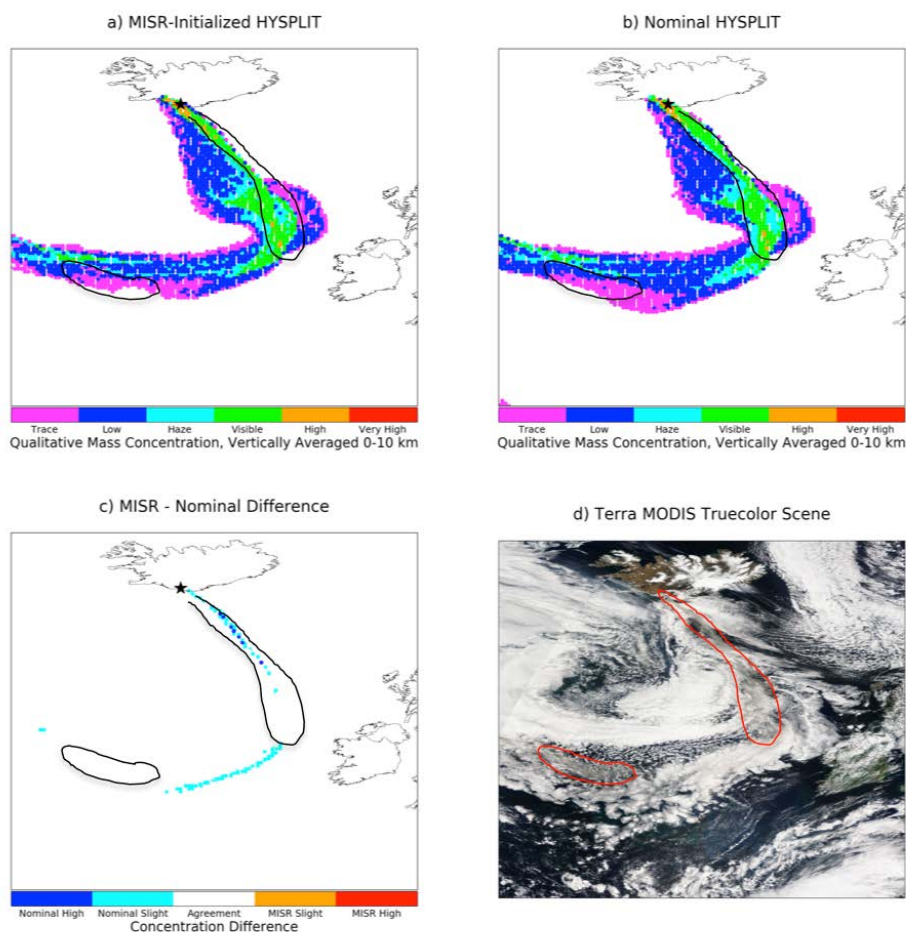 a) MISR-Initialized HYSPLIT
b) Nominal HYSPLIT
Trace Low Haze Visible High Very High
Qualitative Mass Concentration, Vertically Averaged 0-10 km
Trace Low Haze Visible High Very High
Qualitative Mass Concentration, Vertically Averaged 0-10 km
c) MISR - Nominal Difference
d) Terra MODIS Truecolor Scene
Nominal High Nominal Slight Agreement MISR Slight MISR High
Concentration Difference